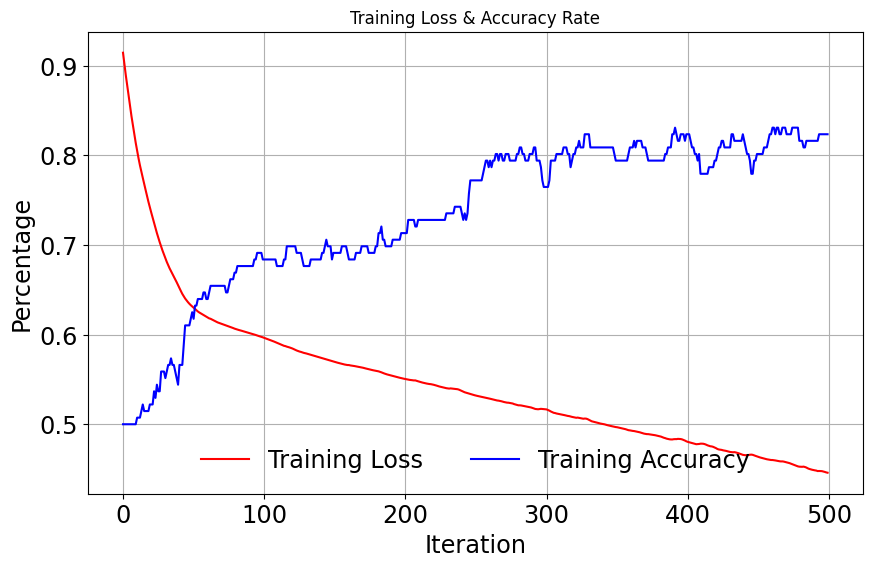 Training Loss & Accuracy Rate
0.9
0.8
0.7
0.6
0.5
Percentage
Training Loss
Training Accuracy
0
100
200
300
400
500
Iteration